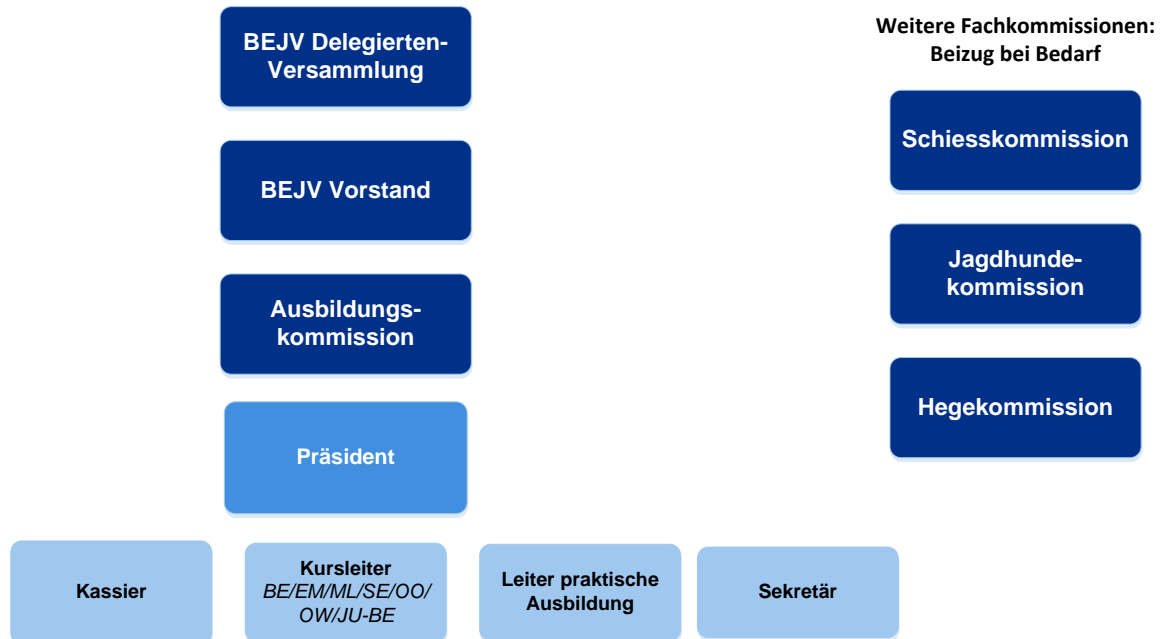 BEJV Delegierten-
Versammlung
BEJV Vorstand
Ausbildungs-
kommission
Präsident
Kassier
Kursleiter
BE/EM/ML/SE/OO/
OW/JU-BE
Leiter praktische
Ausbildung
Sekretär
Weitere Fachkommissionen:
Beizug bei Bedarf
Schiesskommission
Jagdhunde-
kommission
Hegekommission